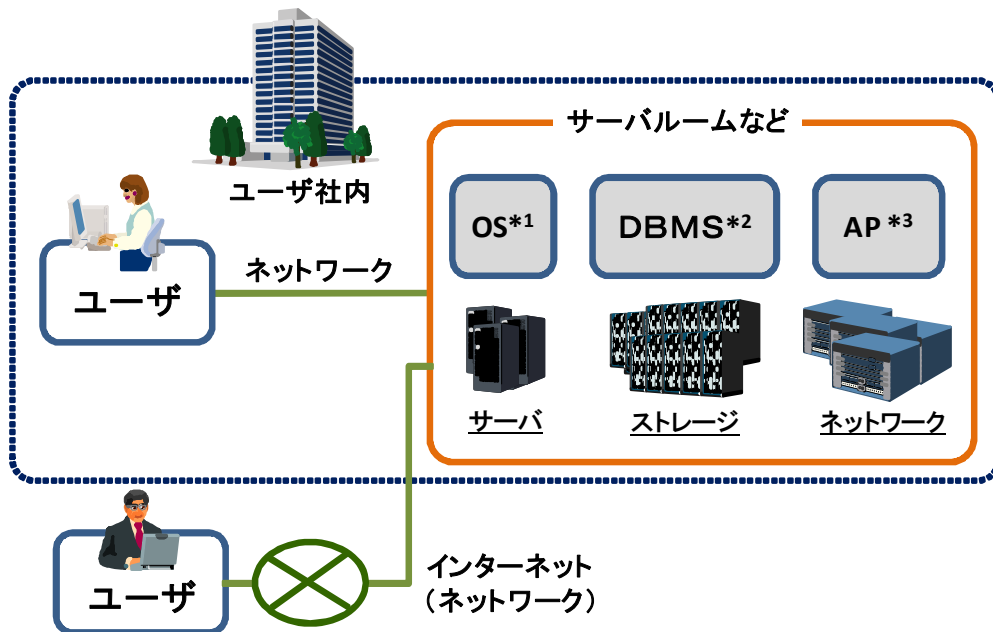 サーバルームなど
ユーザ社内
OS*1
DBMS*2
AP *3
ネットワーク
ユーザ
サーバ
ストレージ
ネットワーク
ユーザ
インターネット
(ネットワーク)